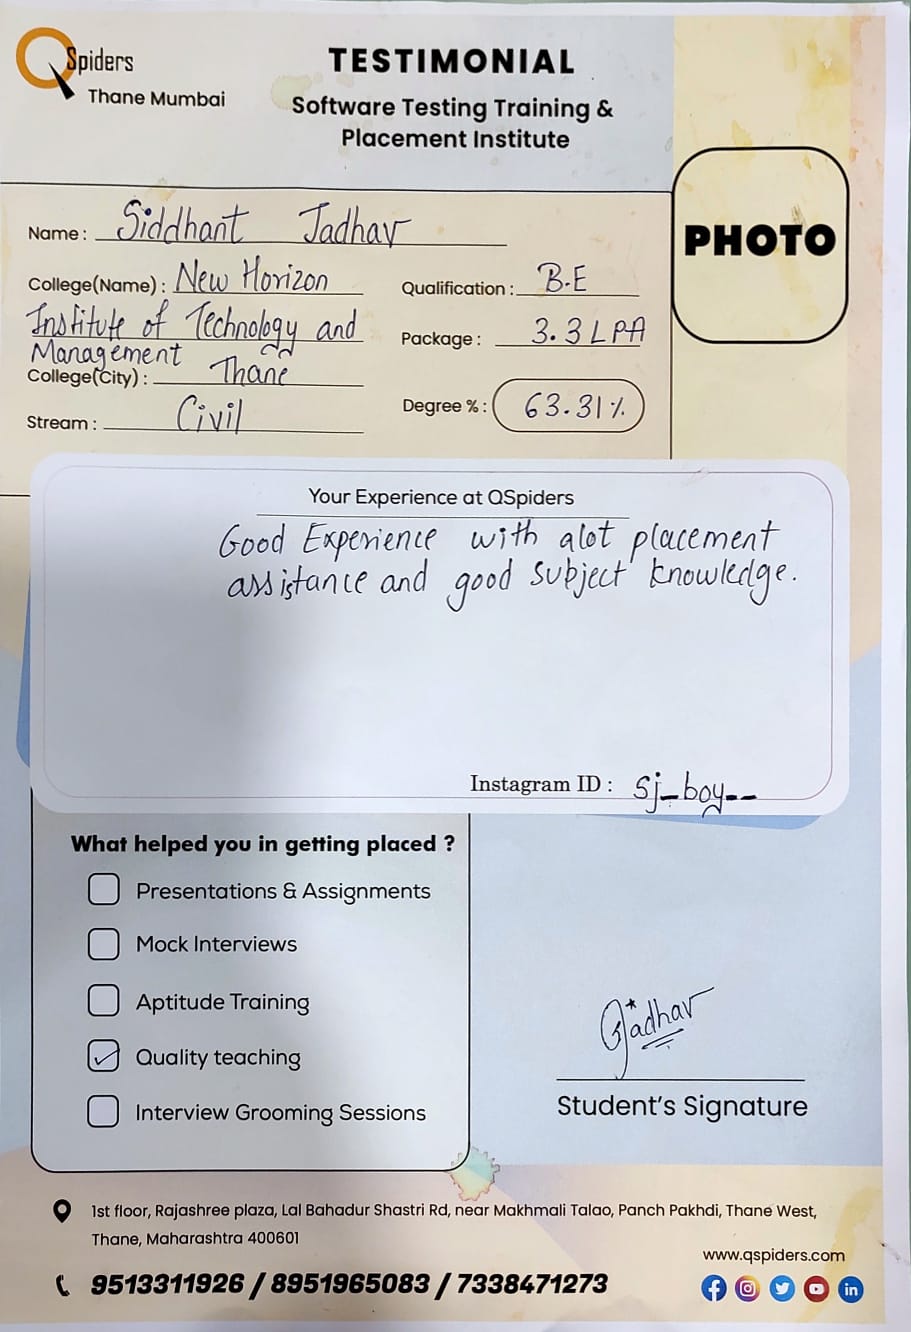 QSpiders
Thane Mumbai
TESTIMONIAL
Software Testing Training &
Placement Institute
PHOTO
Name : Siddhant Jadhav
College(Name) : New Horizon
Institute of Technology and
Management
College(City) : Thane
Stream : Civil
Qualification : B.E
Package : 3.3 LPA
Degree % : 63.31%
Your Experience at QSpiders
Good Experience with alot placement
assistance and good subject knowledge.
Instagram ID : sj_boy__
What helped you in getting placed ?
Presentations & Assignments
Mock Interviews
Aptitude Training
Quality teaching
Interview Grooming Sessions
Jadhav
Student's Signature
1st floor, Rajashree plaza, Lal Bahadur Shastri Rd, near Makhmali Talao, Panch Pakhdi, Thane West,
Thane, Maharashtra 400601
www.qspiders.com
9513311926 / 8951965083 / 7338471273